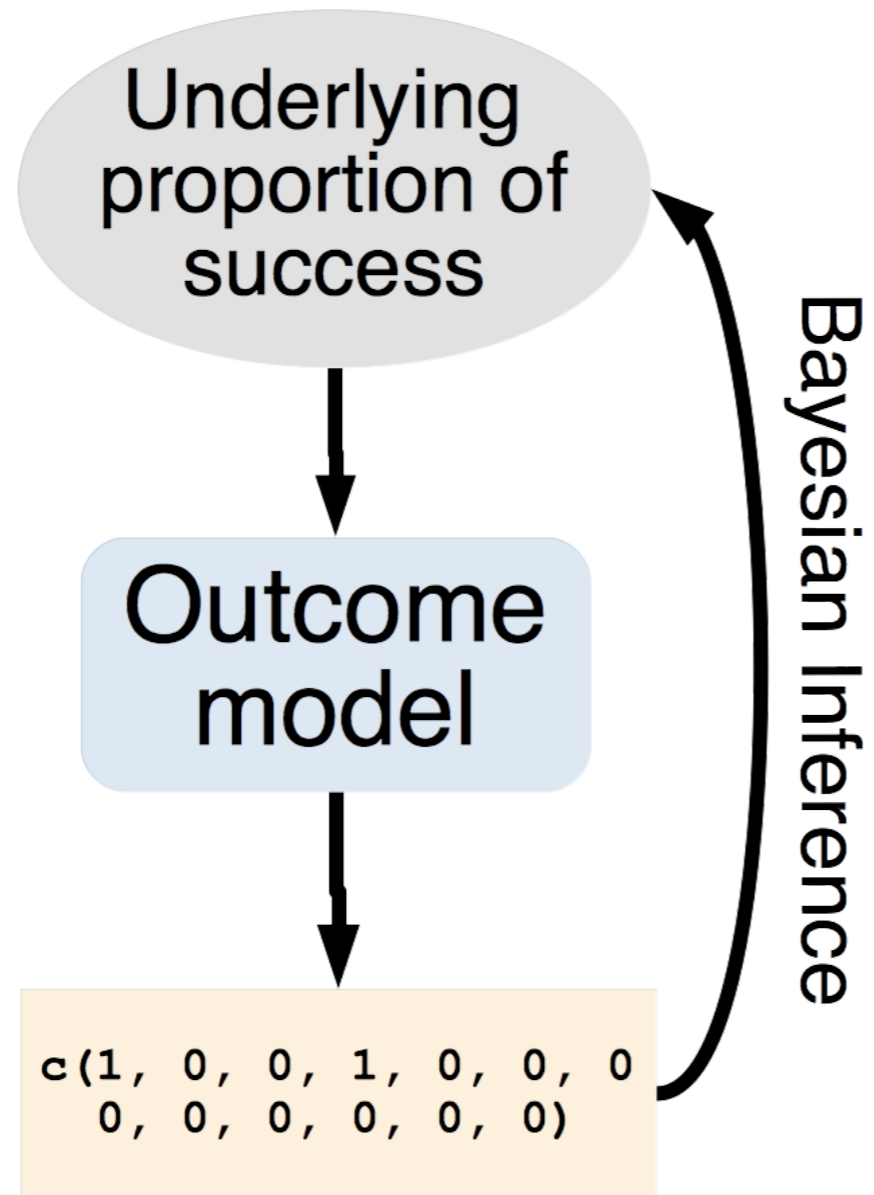 Underlying
proportion of
success
Outcome
model
Bayesian Inference
c(1, 0, 0, 1, 0, 0, 0
0, 0, 0, 0, 0, 0)